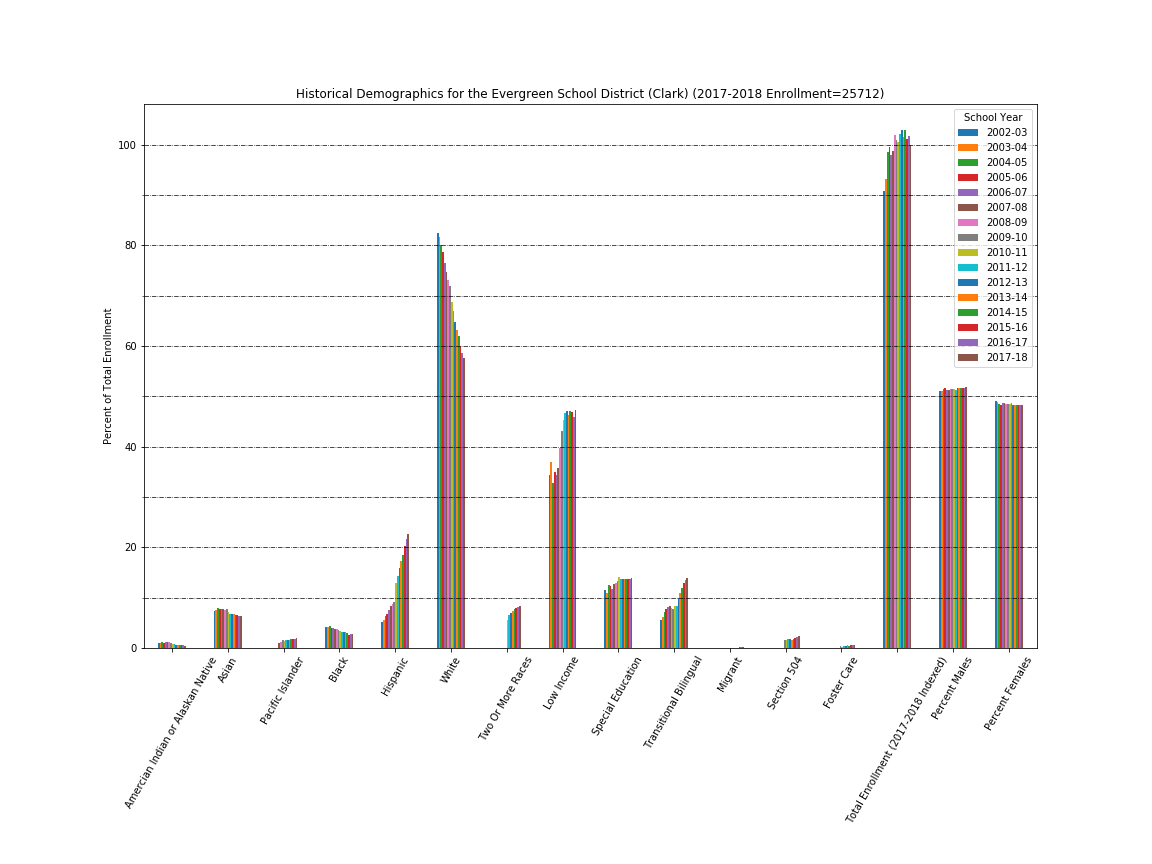 Historical Demographics for the Evergreen School District (Clark) (2017-2018 Enrollment=25712)
Percent of Total Enrollment
100
80
60
40
20
0
School Year
2002-03
2003-04
2004-05
2005-06
2006-07
2007-08
2008-09
2009-10
2010-11
2011-12
2012-13
2013-14
2014-15
2015-16
2016-17
2017-18
Amercian Indian or Alaskan Native
Asian
Pacific Islander
Black
Hispanic
White
Two Or More Races
Low Income
Special Education
Transitional Bilingual
Migrant
Section 504
Foster Care
Total Enrollment (2017-2018 Indexed)
Percent Males
Percent Females